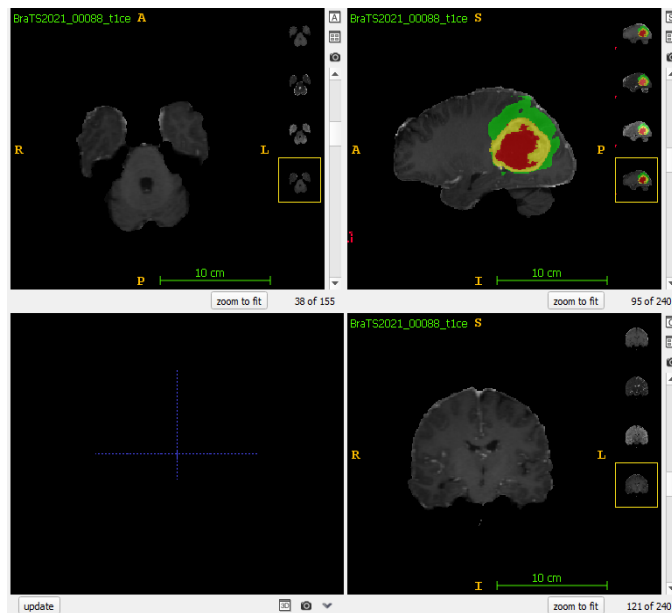 BraTS2021_00088_t1ce A
R
L
P
10 cm
zoom to fit 38 of 155
A
BraTS2021_00088_t1ce S
A
P
I
10 cm
zoom to fit 95 of 240
update
3D
BraTS2021_00088_t1ce S
R
L
I
10 cm
zoom to fit 121 of 240